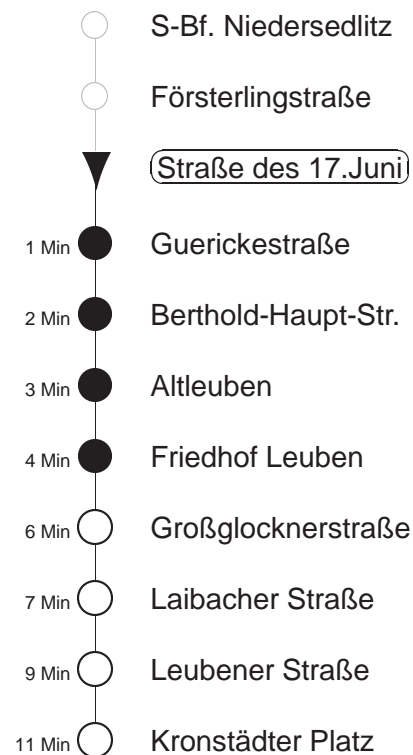 S-Bf. Niedersedlitz
Försterlingstraße
Straße des 17.Juni
1 Min Guerickestraße
2 Min Berthold-Haupt-Str.
3 Min Altleuben
4 Min Friedhof Leuben
6 Min Großglocknerstraße
7 Min Laibacher Straße
9 Min Leubener Straße
11 Min Kronstädter Platz